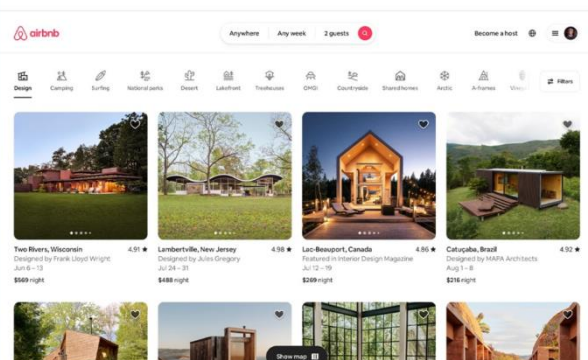 airbnb
Anywhere Any week 2 guests
Become a host
Design Camping Surfing National parks Desert Lakefront Treehouses OMG! Countryside Shared homes Arctic A-frames
Filters
Two Rivers, Wisconsin 4.91 ★
Designed by Frank Lloyd Wright
Jun 6 – 13
$569 night
Lambertville, New Jersey 4.98 ★
Designed by Jules Gregory
Jul 24 – 31
$488 night
Lac-Beauport, Canada 4.86 ★
Featured in Interior Design Magazine
Jul 12 – 19
$269 night
Catuçaba, Brazil 4.92 ★
Designed by MAPA Architects
Aug 1 – 8
$216 night
Show map